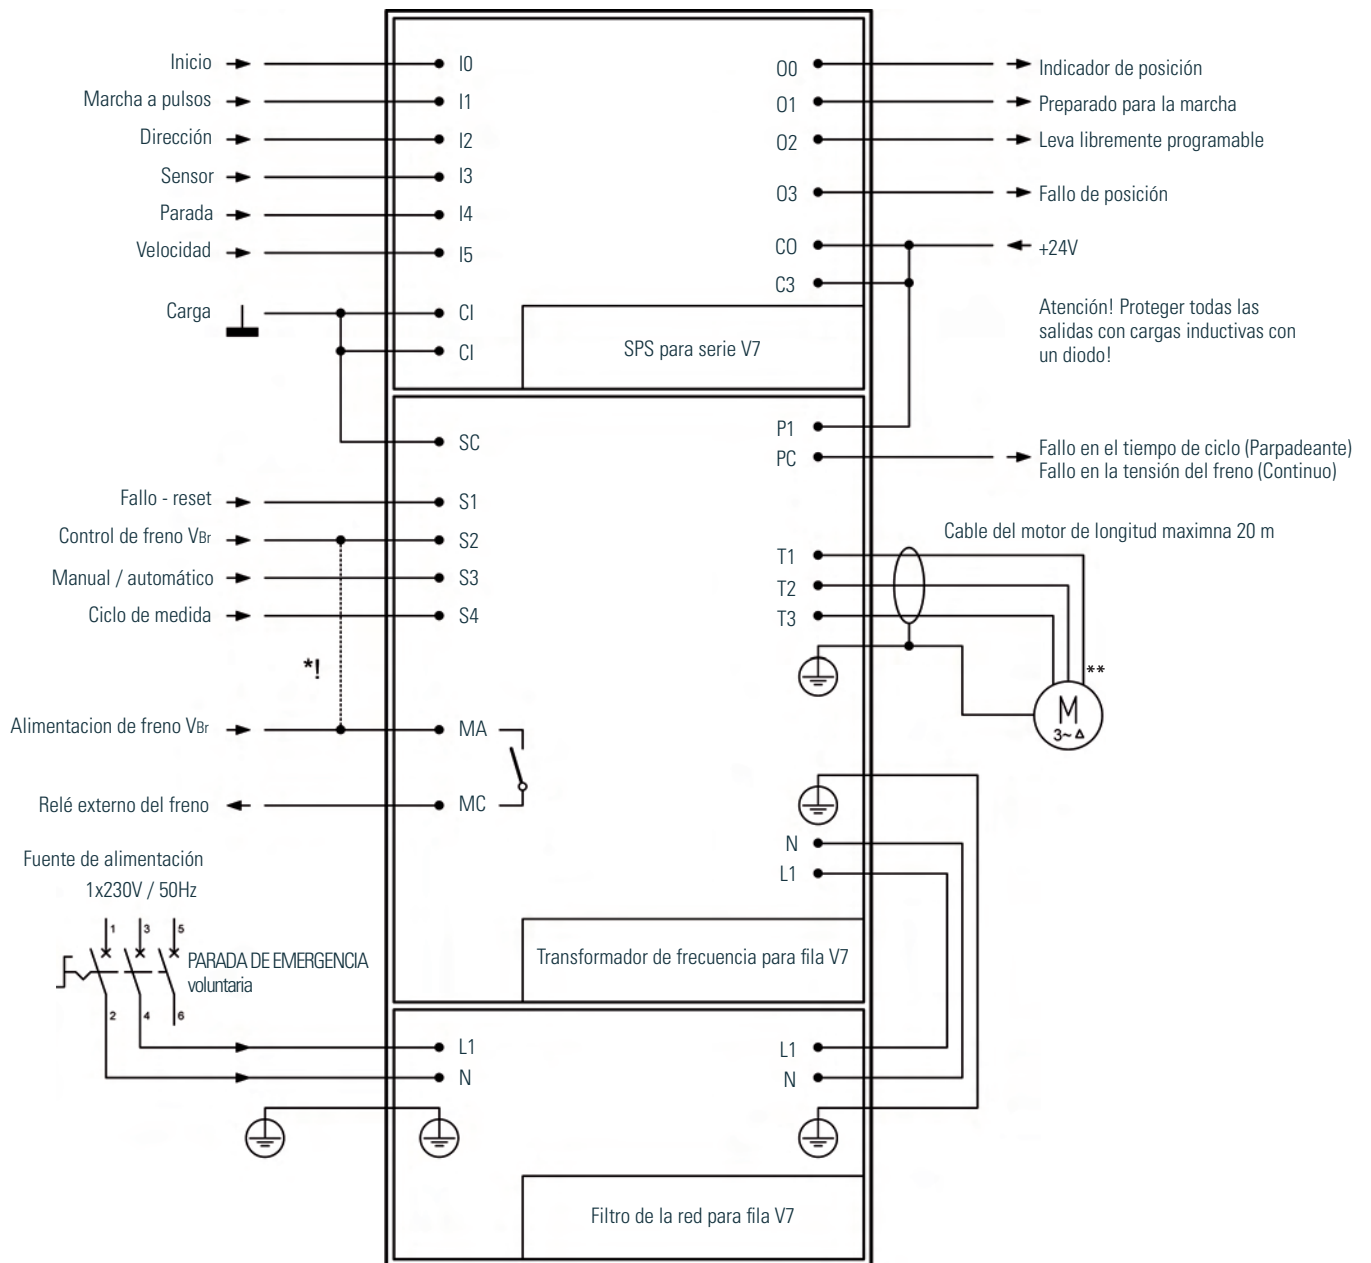 Inicio
I0
O0
Indicador de posición
Marcha a pulsos
I1
O1
Preparado para la marcha
Dirección
I2
O2
Leva libremente programable
Sensor
I3
O3
Fallo de posición
Parada
I4
Velocidad
I5
CO
+24V
C3
Carga
CI
CI
SPS para serie V7
Atención! Proteger todas las
salidas con cargas inductivas con
un diodo!
SC
P1
PC
Fallo en el tiempo de ciclo (Parpadeante)
Fallo en la tensión del freno (Continuo)
Fallo - reset
S1
Control de freno VBr
S2
Manual / automático
S3
Ciclo de medida
S4
Cable del motor de longitud maximna 20 m
T1
T2
T3
*!
**
M
3~ Δ
Alimentacion de freno VBr
MA
Relé externo del freno
MC
N
L1
Fuente de alimentación
1x230V / 50Hz
1
3
5
PARADA DE EMERGENCIA
voluntaria
2
4
6
Transformador de frecuencia para fila V7
L1
N
L1
N
Filtro de la red para fila V7